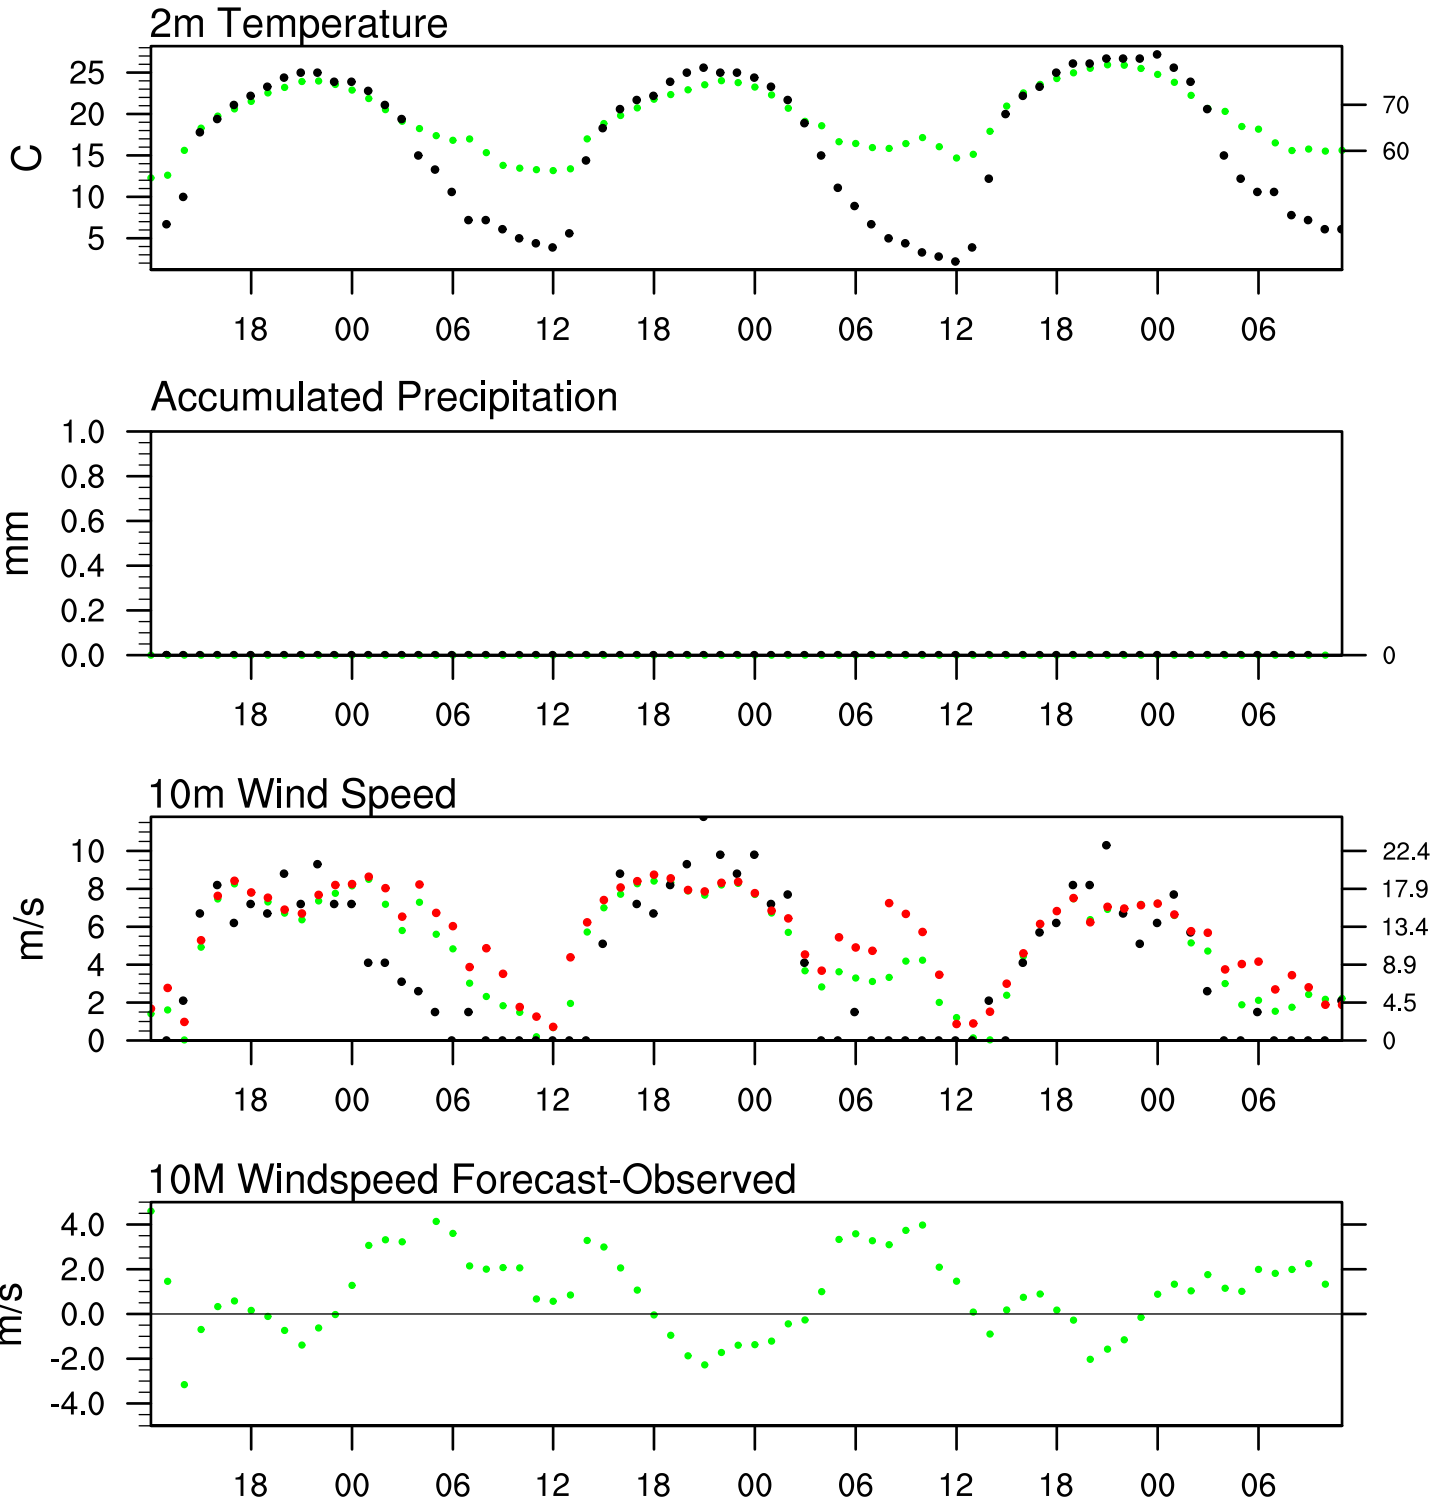 2m Temperature
25
20
15
10
5
C
70
60
18 00 06 12 18 00 06 12 18 00 06
Accumulated Precipitation
1.0
0.8
0.6
0.4
0.2
0.0
mm
0
18 00 06 12 18 00 06 12 18 00 06
10m Wind Speed
10
8
6
4
2
0
m/s
22.4
17.9
13.4
8.9
4.5
0
18 00 06 12 18 00 06 12 18 00 06
10M Windspeed Forecast-Observed
4.0
2.0
0.0
-2.0
-4.0
m/s
18 00 06 12 18 00 06 12 18 00 06